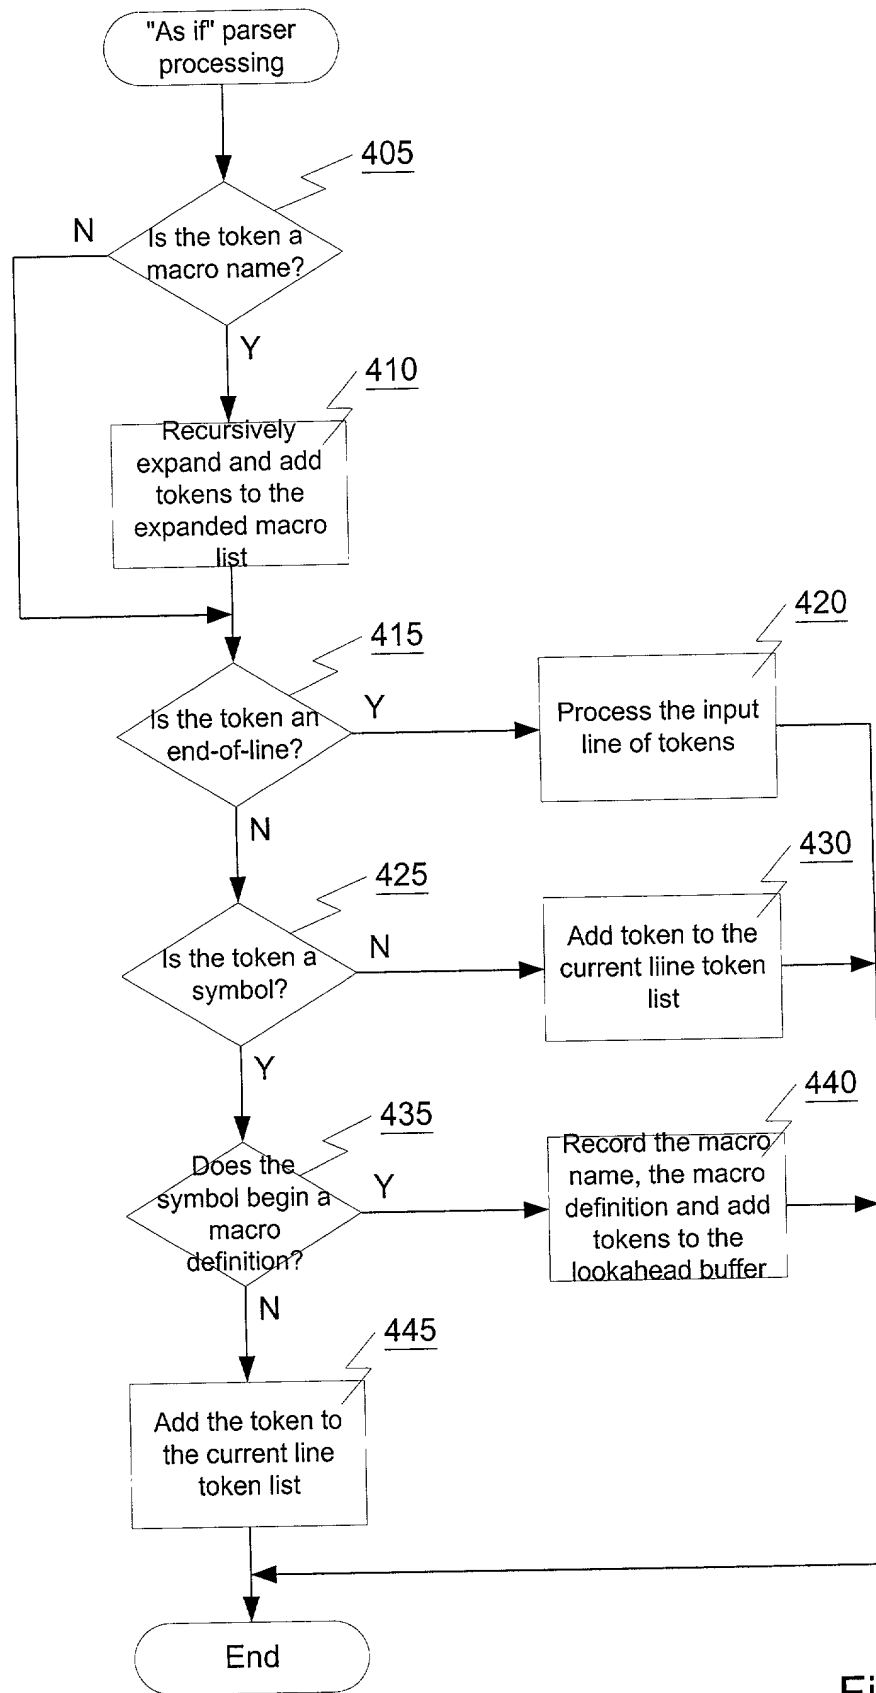 "As if" parser
processing
405
N
Is the token a
macro name?
Y
410
Recursively
expand and add
tokens to the
expanded macro
list
415
420
Is the token an
end-of-line?
Y
Process the input
line of tokens
N
425
430
Is the token a
symbol?
N
Add token to the
current liine token
list
Y
435
440
Does the
symbol begin a
macro
definition?
Y
Record the macro
name, the macro
definition and add
tokens to the
lookahead buffer
N
445
Add the token to
the current line
token list
End